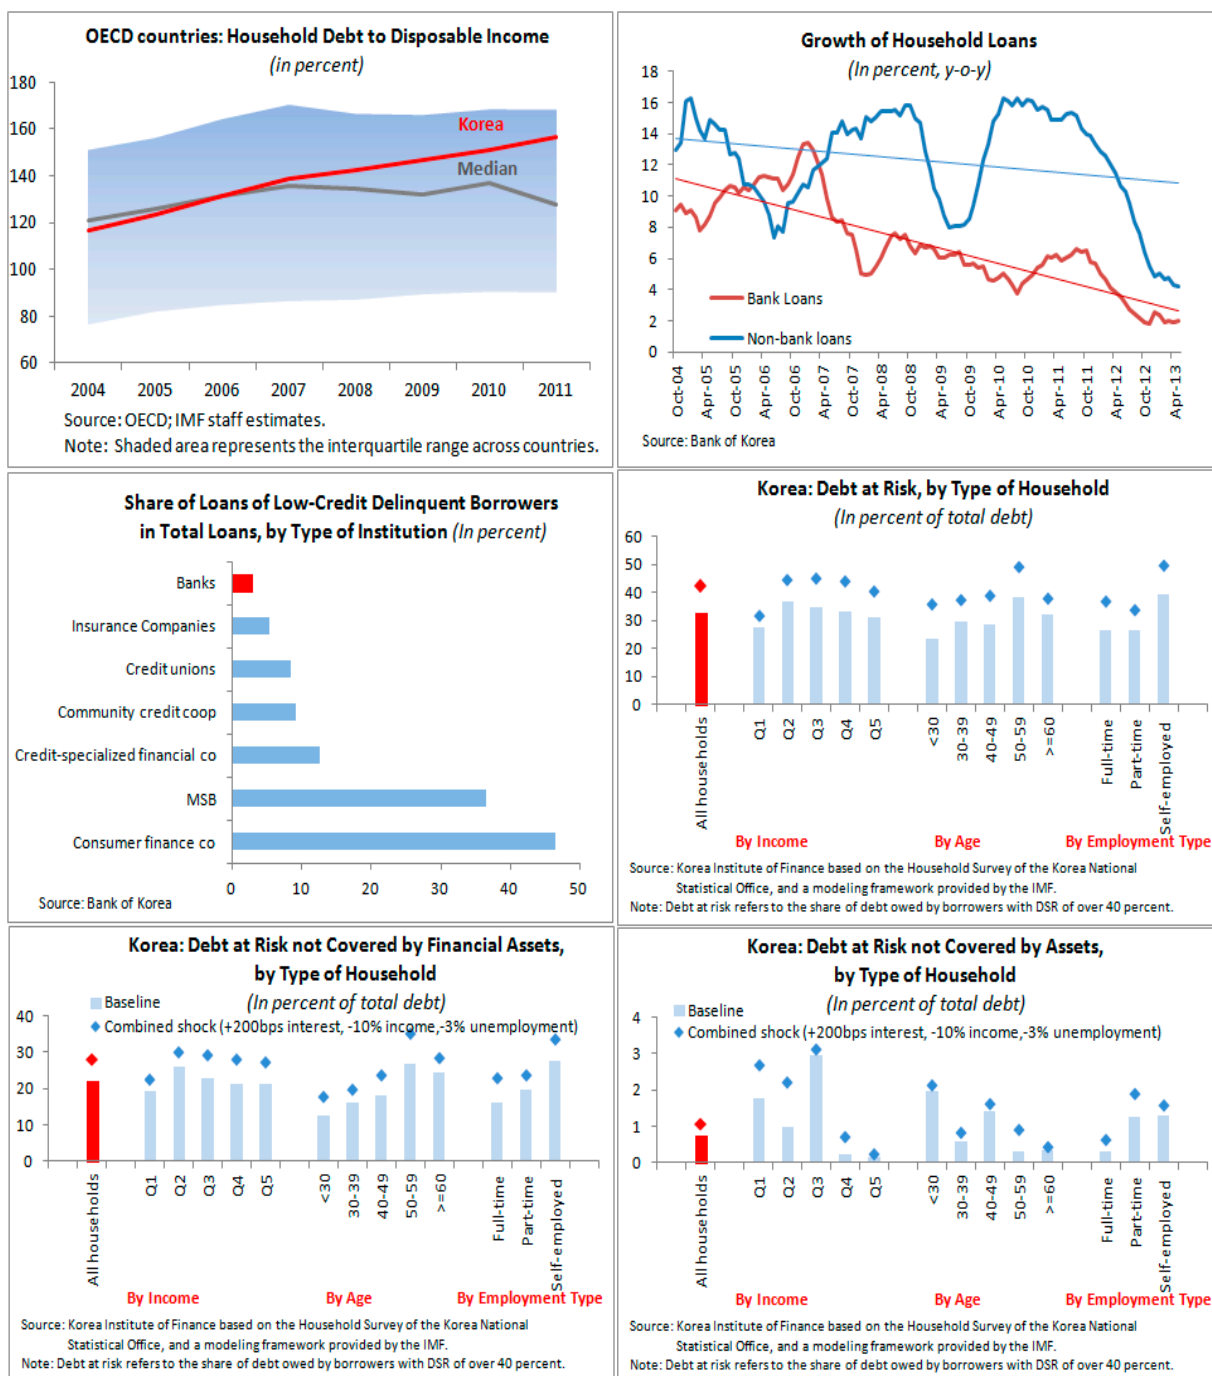 OECD countries: Household Debt to Disposable Income
(in percent)
180
160
140
120
100
80
60
Korea
Median
2004 2005 2006 2007 2008 2009 2010 2011
Source: OECD; IMF staff estimates.
Note: Shaded area represents the interquartile range across countries.
Growth of Household Loans
(In percent, y-o-y)
18
16
14
12
10
8
6
4
2
0
Bank Loans
Non-bank loans
Oct-04 Apr-05 Oct-05 Apr-06 Oct-06 Apr-07 Oct-07 Apr-08 Oct-08 Apr-09 Oct-09 Apr-10 Oct-10 Apr-11 Oct-11 Apr-12 Oct-12 Apr-13
Source: Bank of Korea
Share of Loans of Low-Credit Delinquent Borrowers
in Total Loans, by Type of Institution (In percent)
Banks
Insurance Companies
Credit unions
Community credit coop
Credit-specialized financial co
MSB
Consumer finance co
0 10 20 30 40 50
Source: Bank of Korea
Korea: Debt at Risk, by Type of Household
(In percent of total debt)
60
50
40
30
20
10
0
All households Q1 Q2 Q3 Q4 Q5 <30 30-39 40-49 50-59 >=60 Full-time Part-time Self-employed
By Income By Age By Employment Type
Source: Korea Institute of Finance based on the Household Survey of the Korea National
Statistical Office, and a modeling framework provided by the IMF.
Note: Debt at risk refers to the share of debt owed by borrowers with DSR of over 40 percent.
Korea: Debt at Risk not Covered by Financial Assets,
by Type of Household
(In percent of total debt)
Baseline
Combined shock (+200bps interest, -10% income,-3% unemployment)
40
30
20
10
0
All households Q1 Q2 Q3 Q4 Q5 <30 30-39 40-49 50-59 >=60 Full-time Part-time Self-employed
By Income By Age By Employment Type
Source: Korea Institute of Finance based on the Household Survey of the Korea National
Statistical Office, and a modeling framework provided by the IMF.
Note: Debt at risk refers to the share of debt owed by borrowers with DSR of over 40 percent.
Korea: Debt at Risk not Covered by Assets,
by Type of Household
(In percent of total debt)
Baseline
Combined shock (+200bps interest, -10% income,-3% unemployment)
4
3
2
1
0
All households Q1 Q2 Q3 Q4 Q5 <30 30-39 40-49 50-59 >=60 Full-time Part-time Self-employed
By Income By Age By Employment Type
Source: Korea Institute of Finance based on the Household Survey of the Korea National
Statistical Office, and a modeling framework provided by the IMF.
Note: Debt at risk refers to the share of debt owed by borrowers with DSR of over 40 percent.